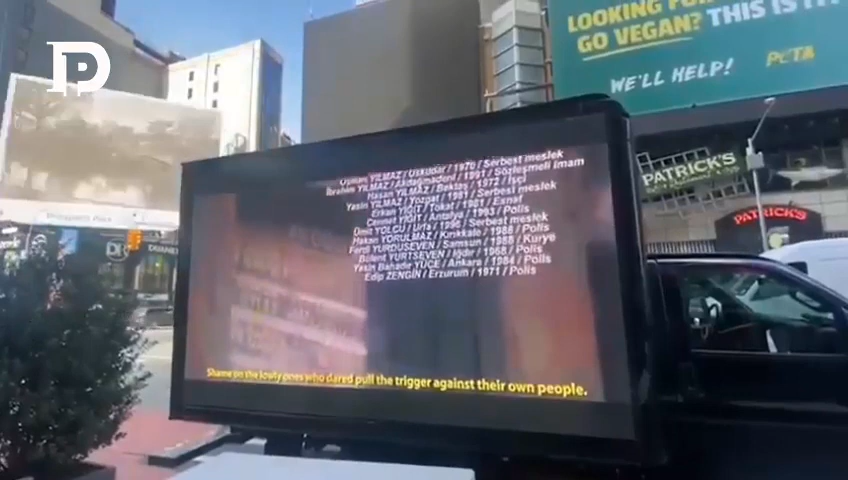 D
LOOKING FOR
GO VEGAN? THIS IS IT
WE'LL HELP!
PETA
PATRICK'S
PATRICK'S
DUANE
Osman YILMAZ / Üsküdar / 1970 / Serbest meslek
İbrahim YILMAZ / Akdağmadeni / 1991 / Sözleşmeli İmam
Hasan YILMAZ / Bektaş / 1972 / İşçi
Yasin YILMAZ / Yozgat / 1991 / Serbest meslek
Erkan YİĞİT / Tokat / 1981 / Esnaf
Cennet YİĞİT / Antalya / 1993 / Polis
Ümit YOLCU / Urfa / 1996 / Serbest meslek
Hakan YORULMAZ / Kırıkkale / 1986 / Polis
Ferdi YURDUSEVEN / Samsun / 1988 / Kurye
Bülent YURTSEVEN / Iğdır / 1968 / Polis
Yasin Bahadır YÜCE / Ankara / 1984 / Polis
Edip ZENGİN / Erzurum / 1971 / Polis
Shame on the lowly ones who dared pull the trigger against their own people.